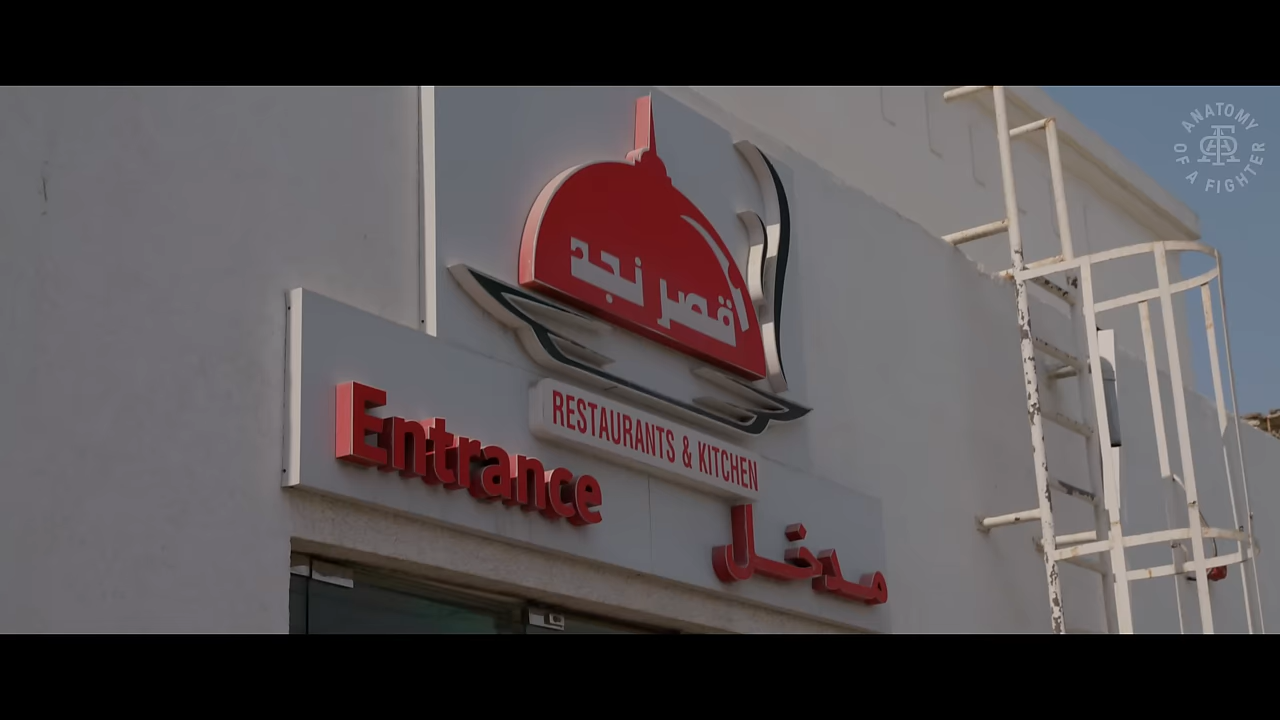 قصر نجد
RESTAURANTS & KITCHEN
Entrance
مدخل
ANATOMY
OF A FIGHTER